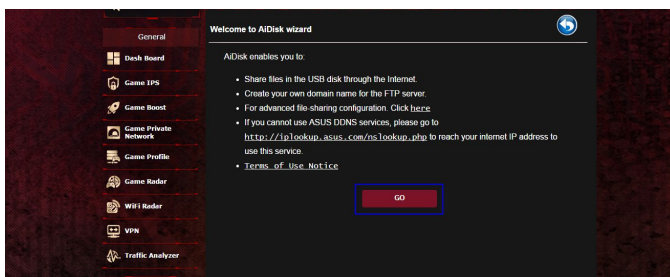 General
Dash Board
Game IPS
Game Boost
Game Private
Network
Game Profile
Game Radar
WiFi Radar
VPN
Traffic Analyzer
Welcome to AiDisk wizard
AiDisk enables you to:
Share files in the USB disk through the Internet.
Create your own domain name for the FTP server.
For advanced file-sharing configuration. Click here
If you cannot use ASUS DDNS services, please go to
http://iplookup.asus.com/nslookup.php to reach your internet IP address to
use this service.
Terms of Use Notice
GO